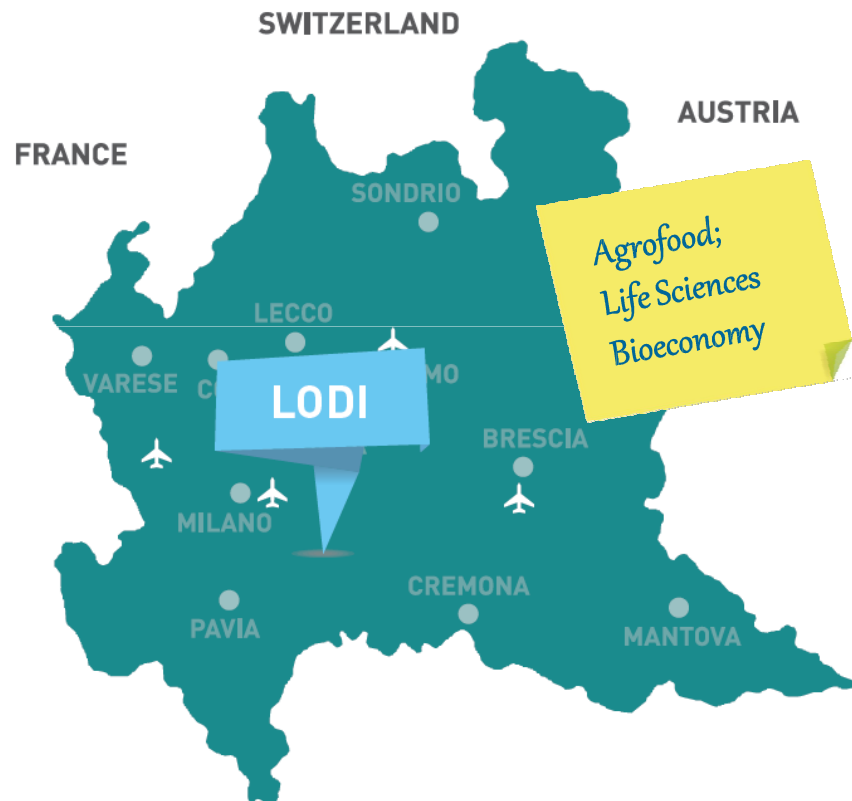 SWITZERLAND
AUSTRIA
FRANCE
SONDRIO
Agrofood;
Life Sciences
Bioeconomy
LECCO
VARESE
LODI
BRESCIA
MILANO
CREMONA
PAVIA
MANTOVA